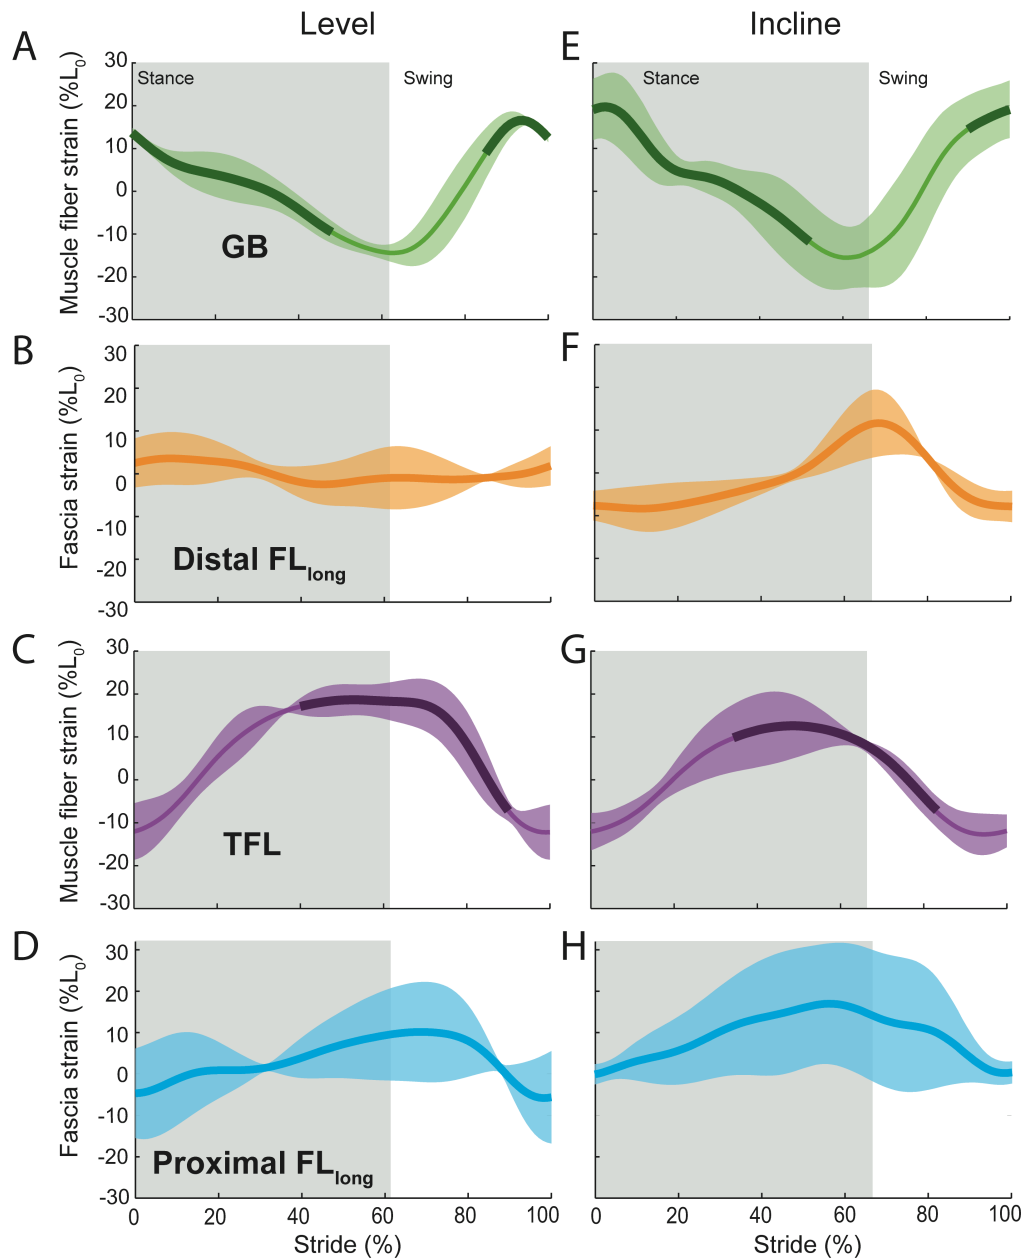 Level
Incline
A
E
Muscle fiber strain (%L0)
30
20
10
0
-10
-20
-30
Stance
Swing
Stance
Swing
GB
B
F
Fascia strain (%L0)
30
20
10
0
-10
-20
-30
Distal FLlong
C
G
Muscle fiber strain (%L0)
30
20
10
0
-10
-20
-30
TFL
D
H
Fascia strain (%L0)
30
20
10
0
-10
-20
-30
Proximal FLlong
0 20 40 60 80 100
0 20 40 60 80 100
Stride (%)
Stride (%)